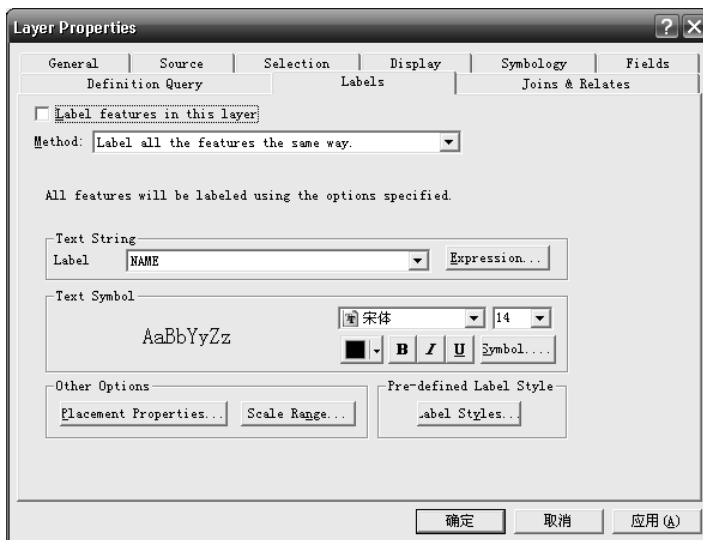 Layer Properties
General Source Selection Display Symbology Fields
Definition Query Labels Joins & Relates
Label features in this layer
Method: Label all the features the same way.
All features will be labeled using the options specified.
Text String
Label NAME Expression...
Text Symbol
AaBbYyZz
宋体 14
B I U Symbol....
Other Options Pre-defined Label Style
Placement Properties... Scale Range... Label Styles...
确定 取消 应用(A)